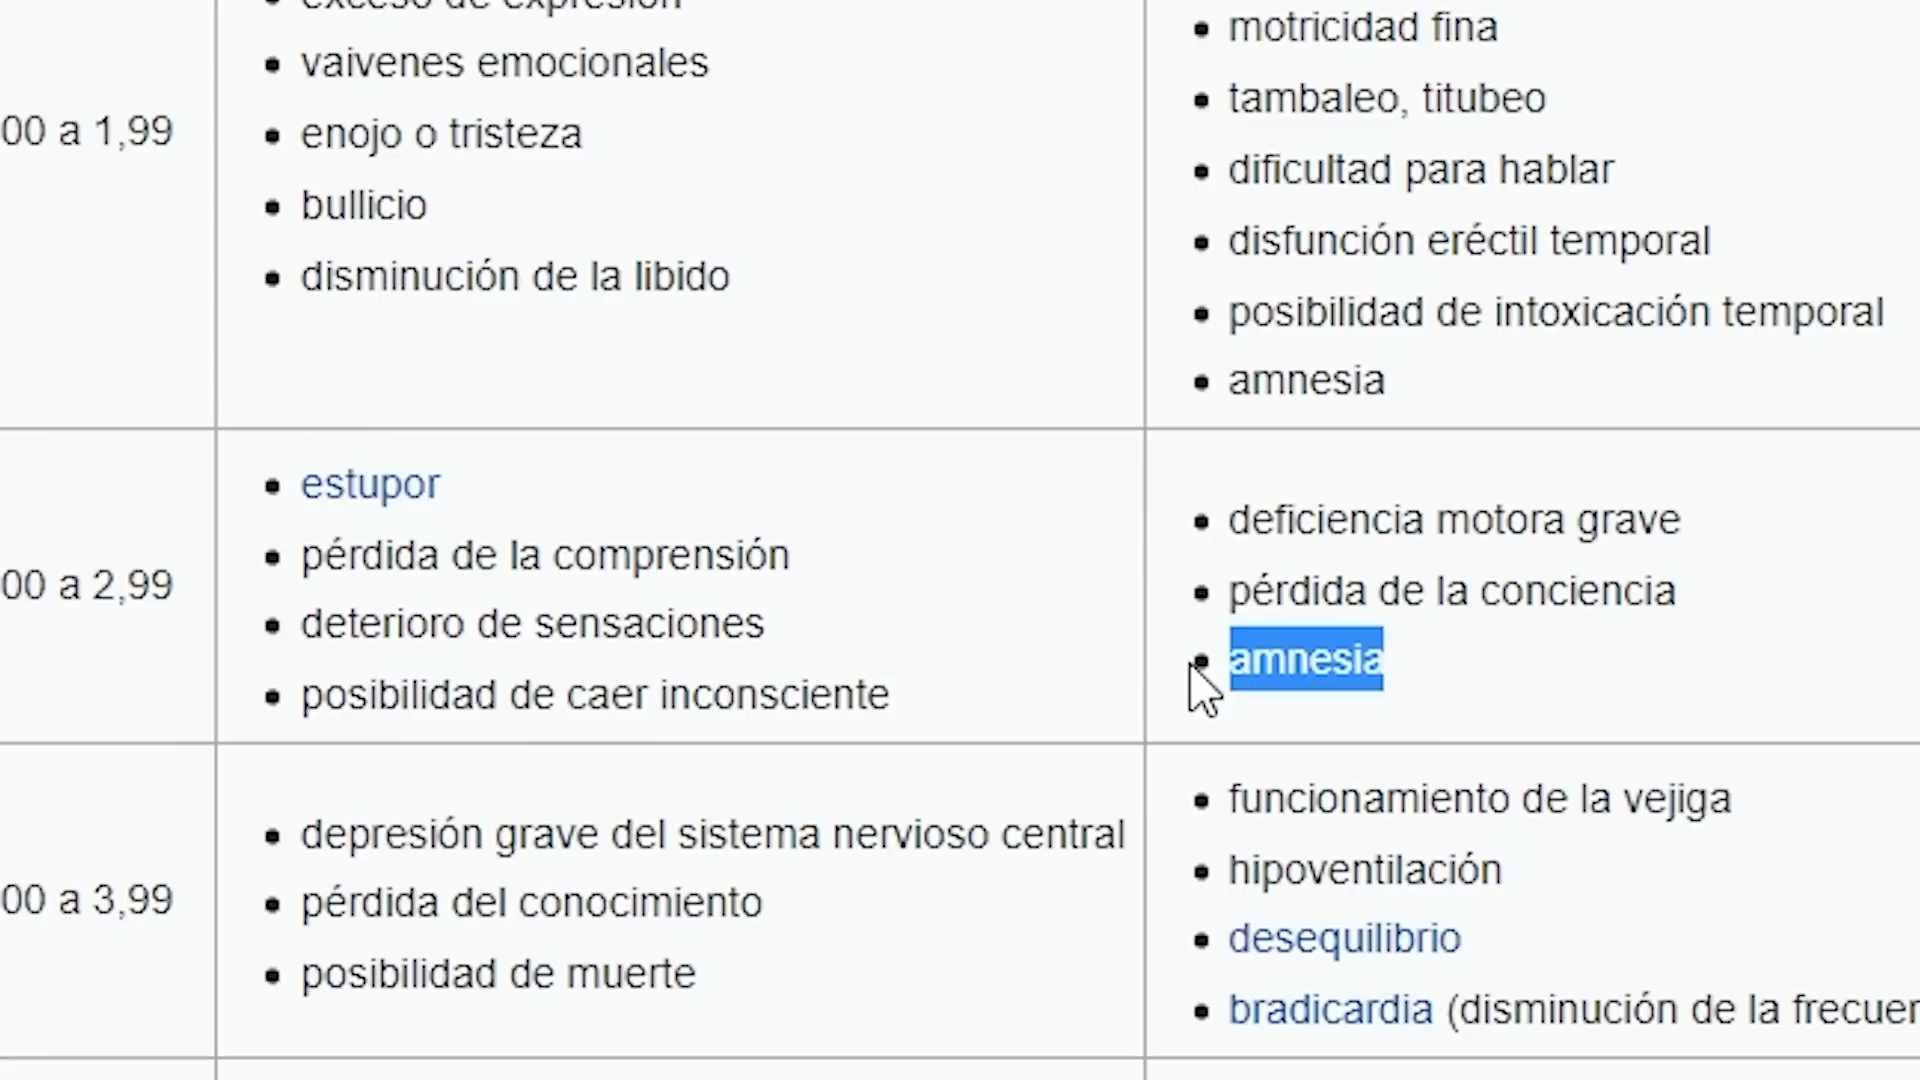 exceso de expresión
vaivenes emocionales
enojo o tristeza
bullicio
disminución de la libido
00 a 1,99
motricidad fina
tambaleo, titubeo
dificultad para hablar
disfunción eréctil temporal
posibilidad de intoxicación temporal
amnesia
00 a 2,99
estupor
pérdida de la comprensión
deterioro de sensaciones
posibilidad de caer inconsciente
deficiencia motora grave
pérdida de la conciencia
amnesia
00 a 3,99
depresión grave del sistema nervioso central
pérdida del conocimiento
posibilidad de muerte
funcionamiento de la vejiga
hipoventilación
desequilibrio
bradicardia (disminución de la frecuen